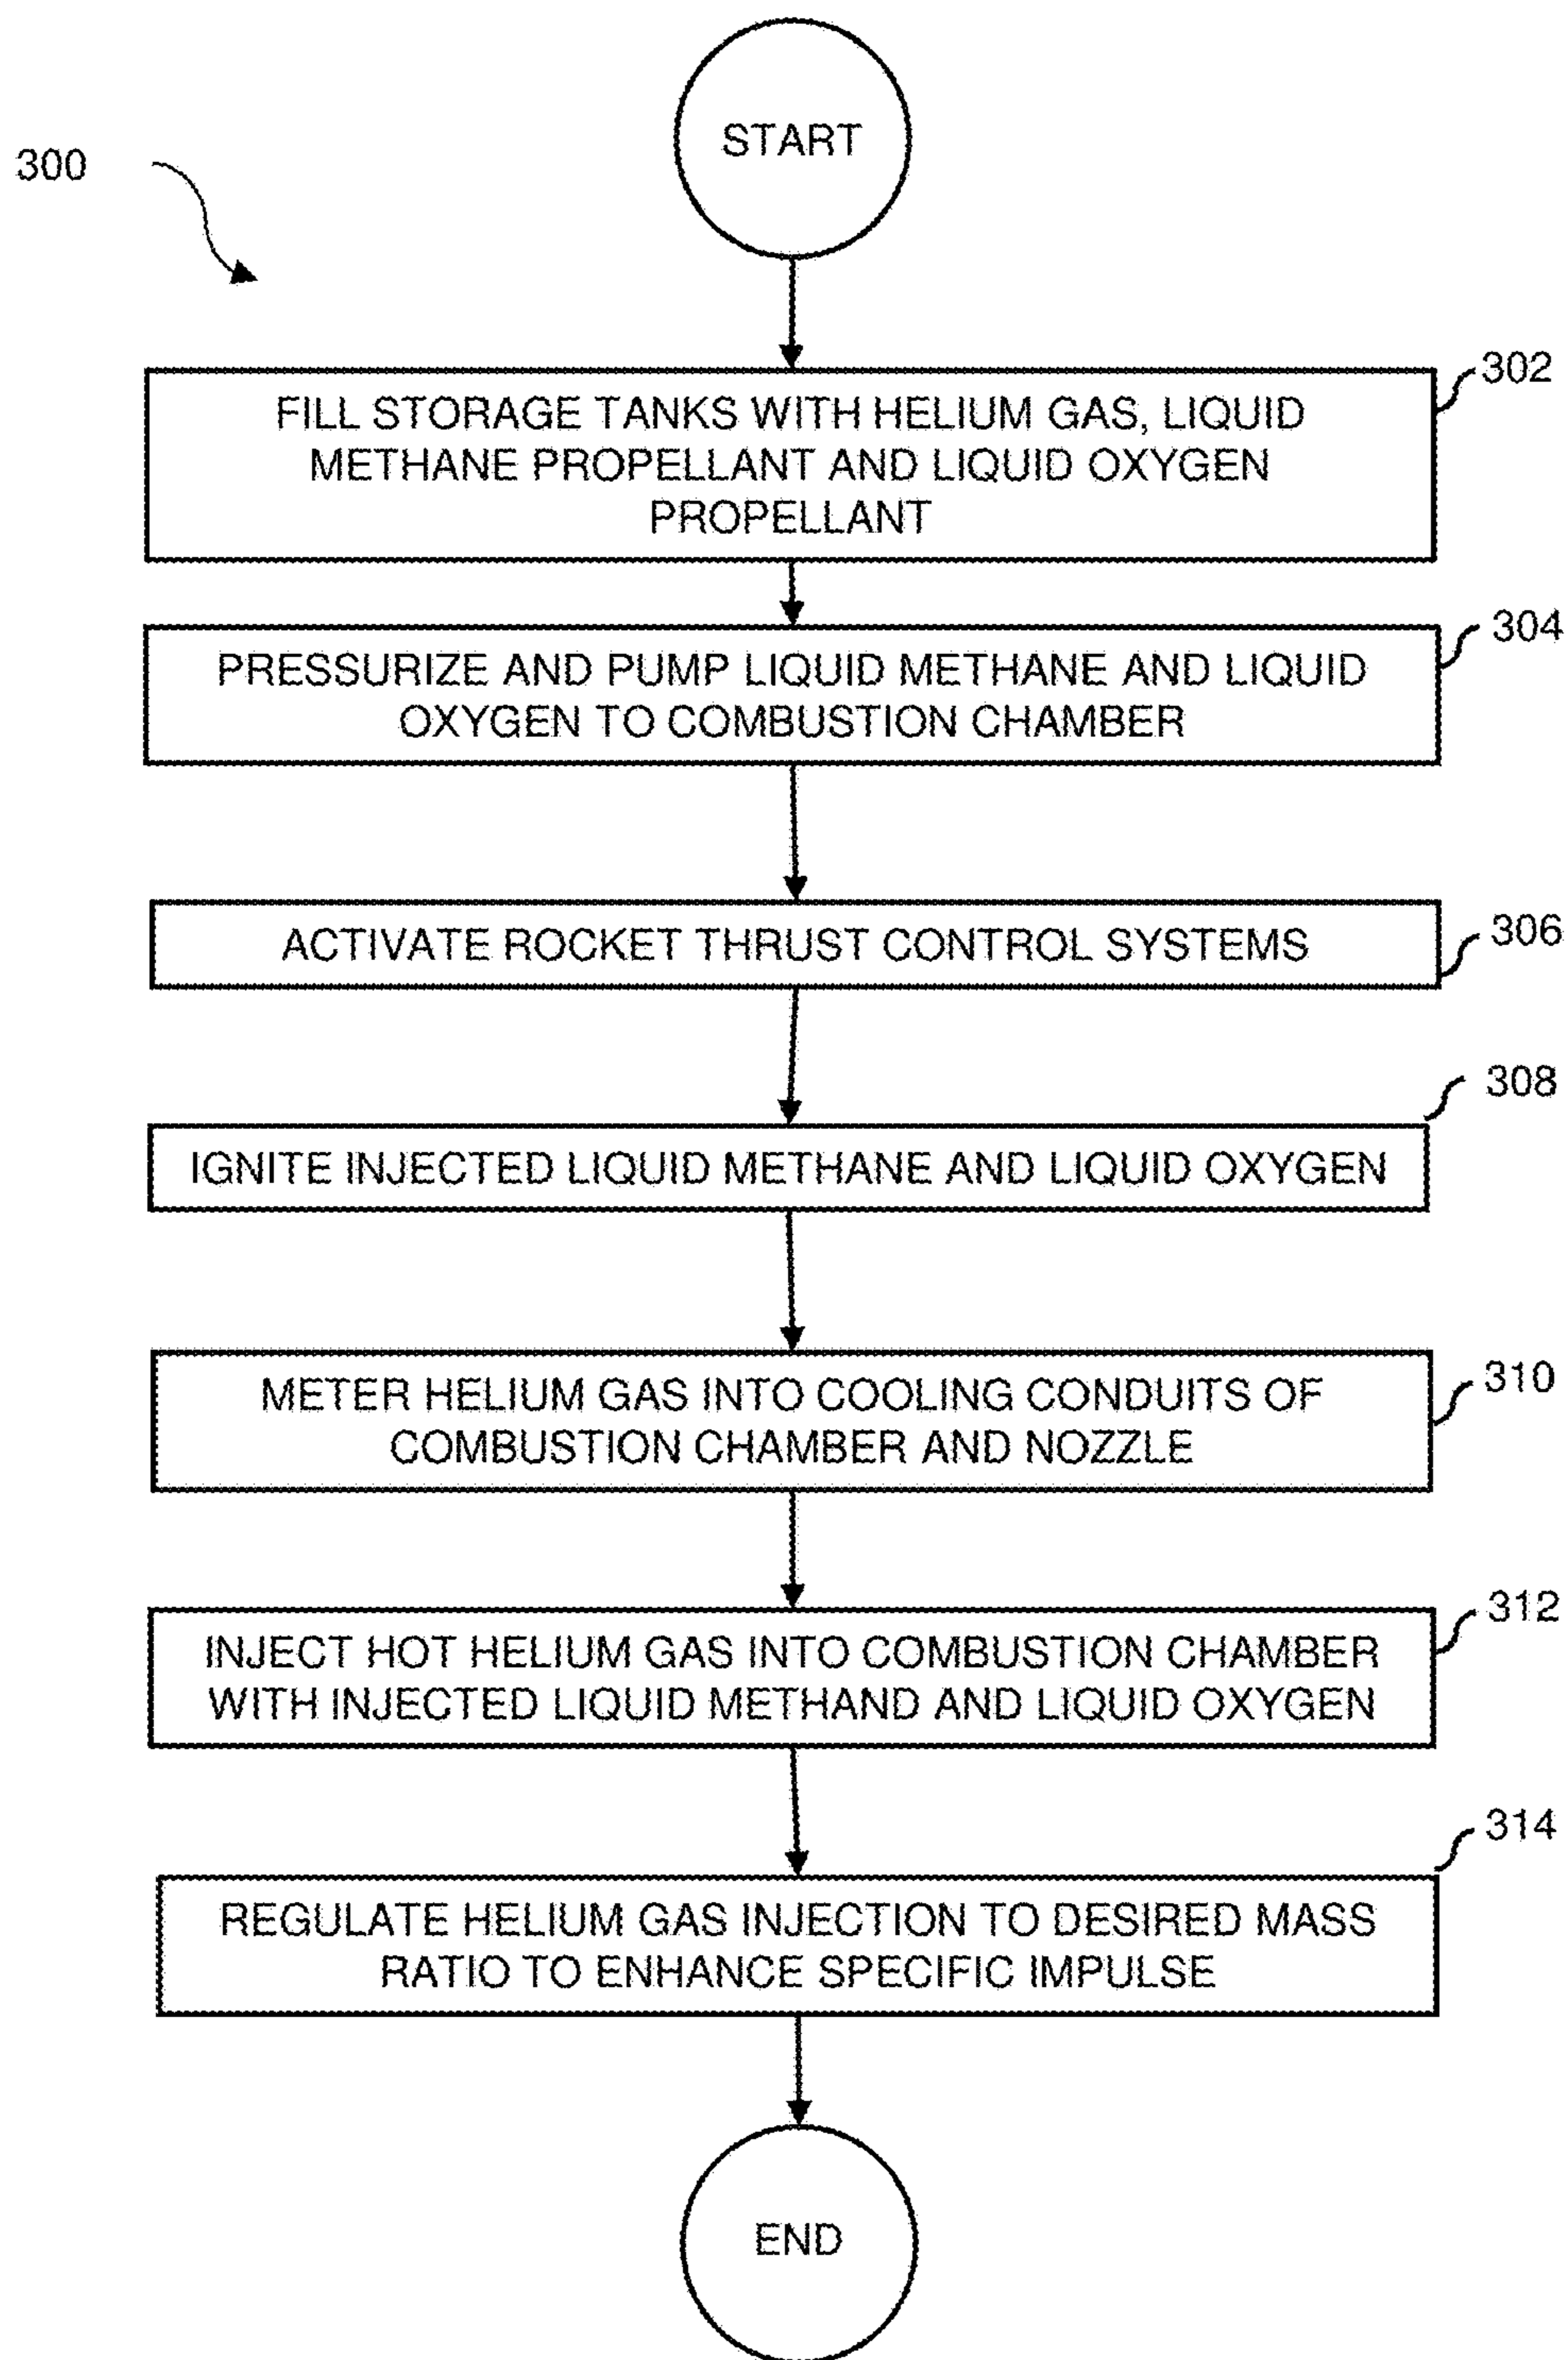 START
300
302
FILL STORAGE TANKS WITH HELIUM GAS, LIQUID
METHANE PROPELLANT AND LIQUID OXYGEN
PROPELLANT
304
PRESSURIZE AND PUMP LIQUID METHANE AND LIQUID
OXYGEN TO COMBUSTION CHAMBER
306
ACTIVATE ROCKET THRUST CONTROL SYSTEMS
308
IGNITE INJECTED LIQUID METHANE AND LIQUID OXYGEN
310
METER HELIUM GAS INTO COOLING CONDUITS OF
COMBUSTION CHAMBER AND NOZZLE
312
INJECT HOT HELIUM GAS INTO COMBUSTION CHAMBER
WITH INJECTED LIQUID METHAND AND LIQUID OXYGEN
314
REGULATE HELIUM GAS INJECTION TO DESIRED MASS
RATIO TO ENHANCE SPECIFIC IMPULSE
END